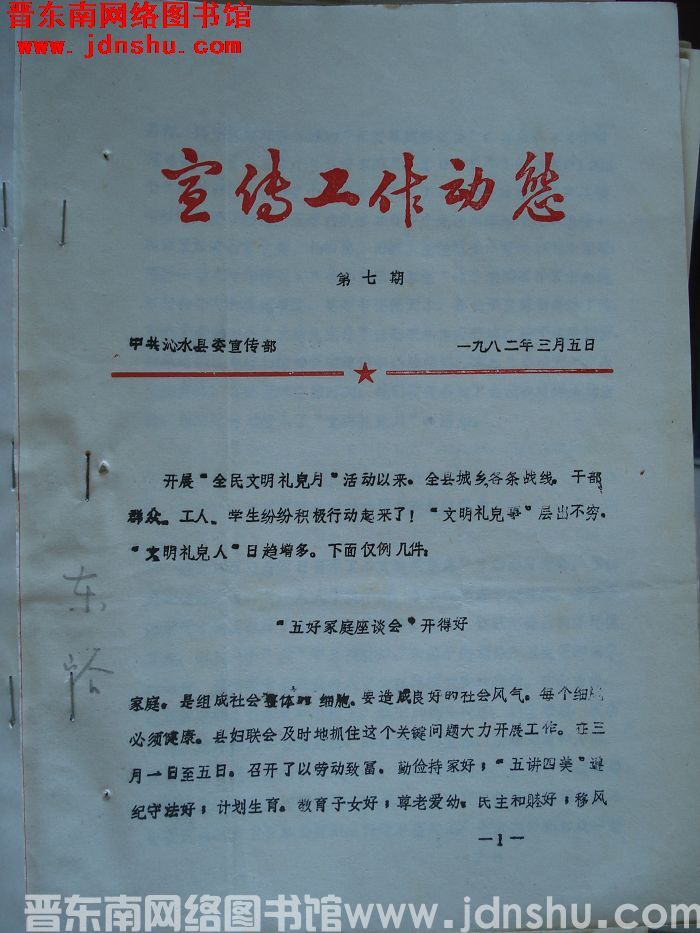 晋东南网络图书馆
www.jdnshu.com
宣传工作动态
第七期
中共沁水县委宣传部 一九八二年三月五日
开展“全民文明礼皃月”活动以来。全县城乡各条战线。干部
群众、工人、学生纷纷积极行动起来了！“文明礼皃事”层出不穷。
“文明礼皃人”日趋增多。下面仅例几件：
“五好家庭座谈会”开得好
家庭。是组成社会整体的细胞。要造成良好的社会风气。每个细胞
必须健康。县妇联会及时地抓住这个关键问题大力开展工作。在三
月一日至五日。召开了以劳动致富。勤俭持家好；“五讲四美”遵
纪守法好；计划生育。教育子女好；尊老爱幼。民主和睦好；移风
—1—
东
峪
晋东南网络图书馆www.jdnshu.com